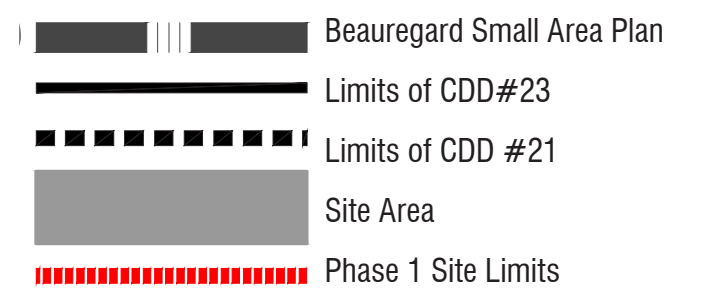 Beauregard Small Area Plan
Limits of CDD#23
Limits of CDD #21
Site Area
Phase 1 Site Limits